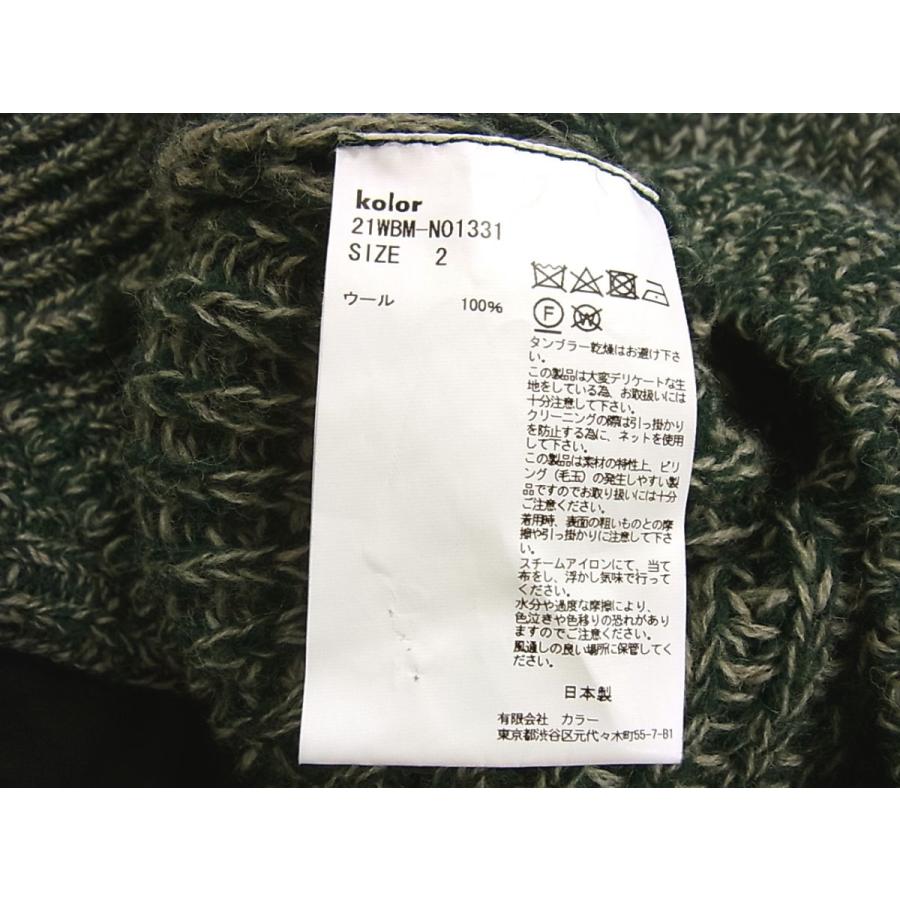 kolor
21WBM-N01331
SIZE 2
ウール 100%
F
W
タンブラー乾燥はお避け下さ
い。
この製品は大変デリケートな生
地をしている為、お取扱いには
十分注意して下さい。
クリーニングの際は引っ掛かり
を防止する為に、ネットを使用
して下さい。
この製品は素材の特性上、ピリ
ング(毛玉)の発生しやすい製
品ですのでお取り扱いには十分
ご注意ください。
着用時、表面の粗いものとの摩
擦や引っ掛かりに注意して下さ
い。
スチームアイロンにて、当て
布をし、浮かし気味で行って
ください。
水分や過度な摩擦により、
色泣きや色移りの恐れがあり
ますのでご注意ください。
風通しの良い場所に保管してく
ださい。
日本製
有限会社 カラー
東京都渋谷区元代々木町55-7-B1